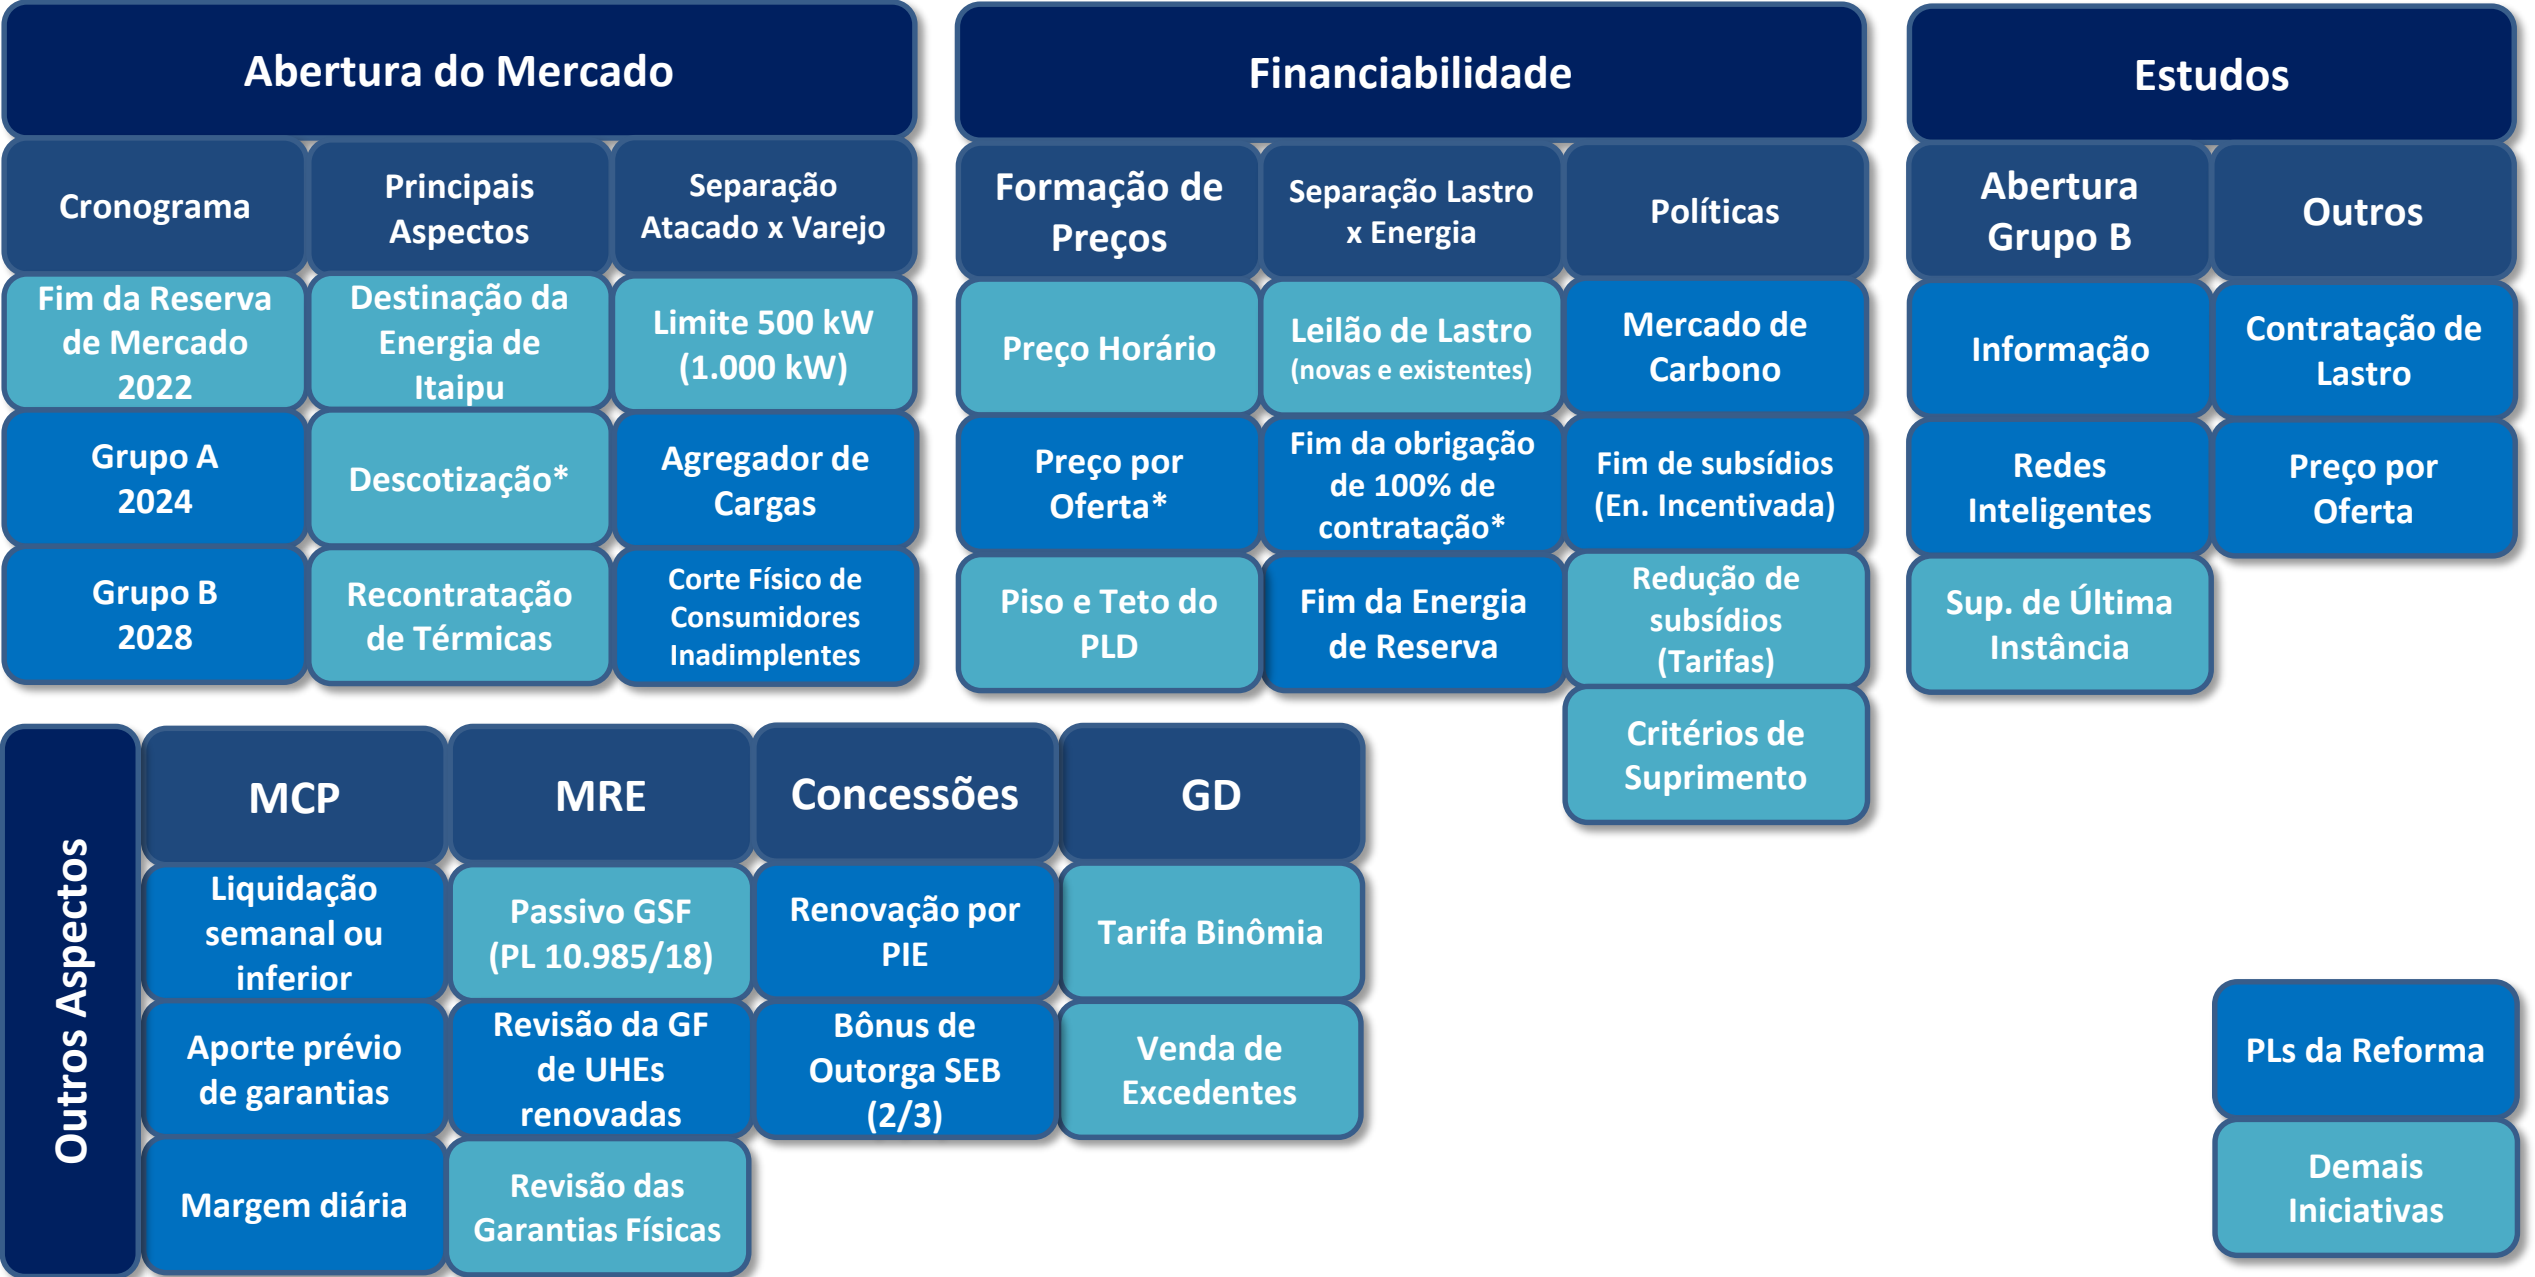 Abertura do Mercado
Cronograma
Principais
Aspectos
Separação
Atacado x Varejo
Fim da Reserva
de Mercado
2022
Destinação da
Energia de
Itaipu
Limite 500 kW
(1.000 kW)
Grupo A
2024
Descotização*
Agregador de
Cargas
Grupo B
2028
Recontratação
de Térmicas
Corte Físico de
Consumidores
Inadimplentes
Financiabilidade
Formação de
Preços
Separação Lastro
x Energia
Políticas
Preço Horário
Leilão de Lastro
(novas e existentes)
Mercado de
Carbono
Preço por
Oferta*
Fim da obrigação
de 100% de
contratação*
Fim de subsídios
(En. Incentivada)
Piso e Teto do
PLD
Fim da Energia
de Reserva
Redução de
subsídios
(Tarifas)
Critérios de
Suprimento
Estudos
Abertura
Grupo B
Outros
Informação
Contratação de
Lastro
Redes
Inteligentes
Preço por
Oferta
Sup. de Última
Instância
Outros Aspectos
MCP
MRE
Concessões
GD
Liquidação
semanal ou
inferior
Passivo GSF
(PL 10.985/18)
Renovação por
PIE
Tarifa Binômia
Aporte prévio
de garantias
Revisão da GF
de UHEs
renovadas
Bônus de
Outorga SEB
(2/3)
Venda de
Excedentes
Margem diária
Revisão das
Garantias Físicas
PLs da Reforma
Demais
Iniciativas